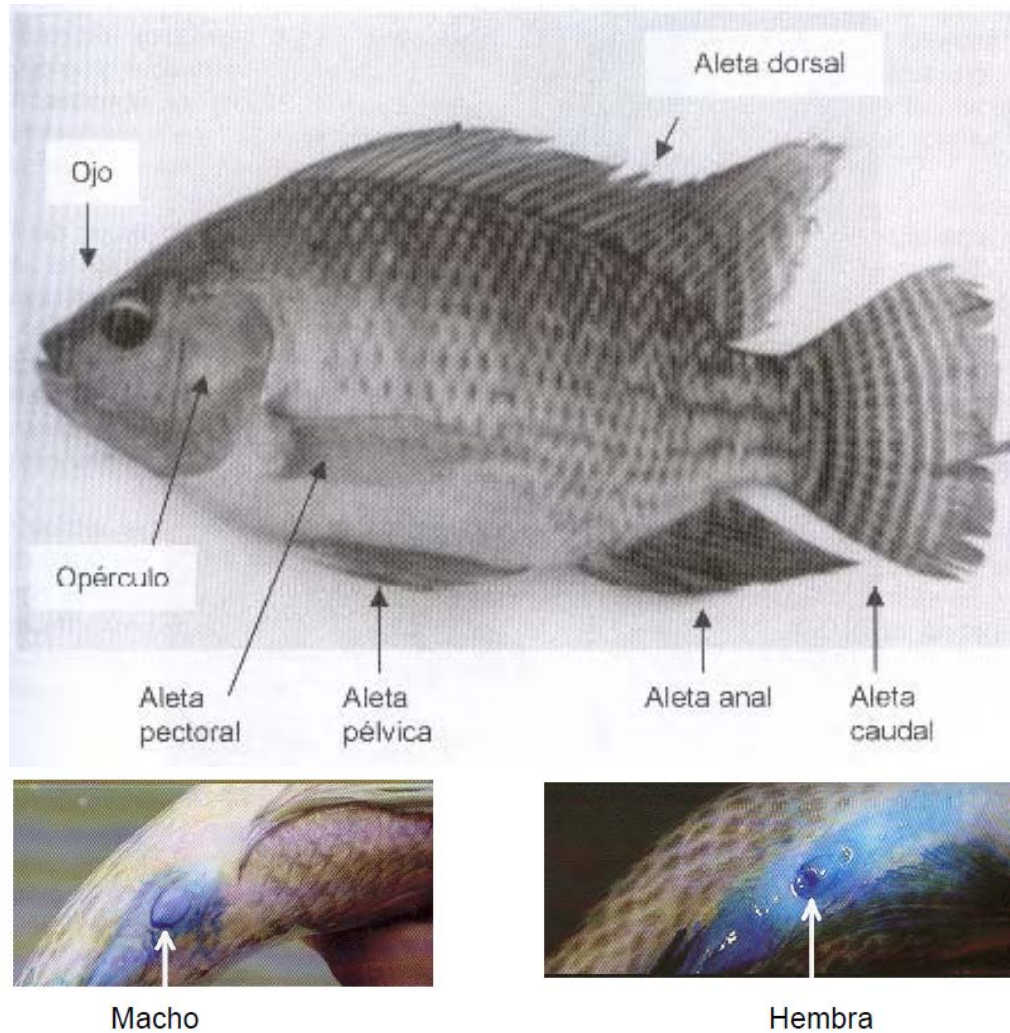 Aleta dorsal
Ojo
Opérculo
Aleta
pectoral
Aleta
pélvica
Aleta anal
Aleta
caudal
Macho
Hembra